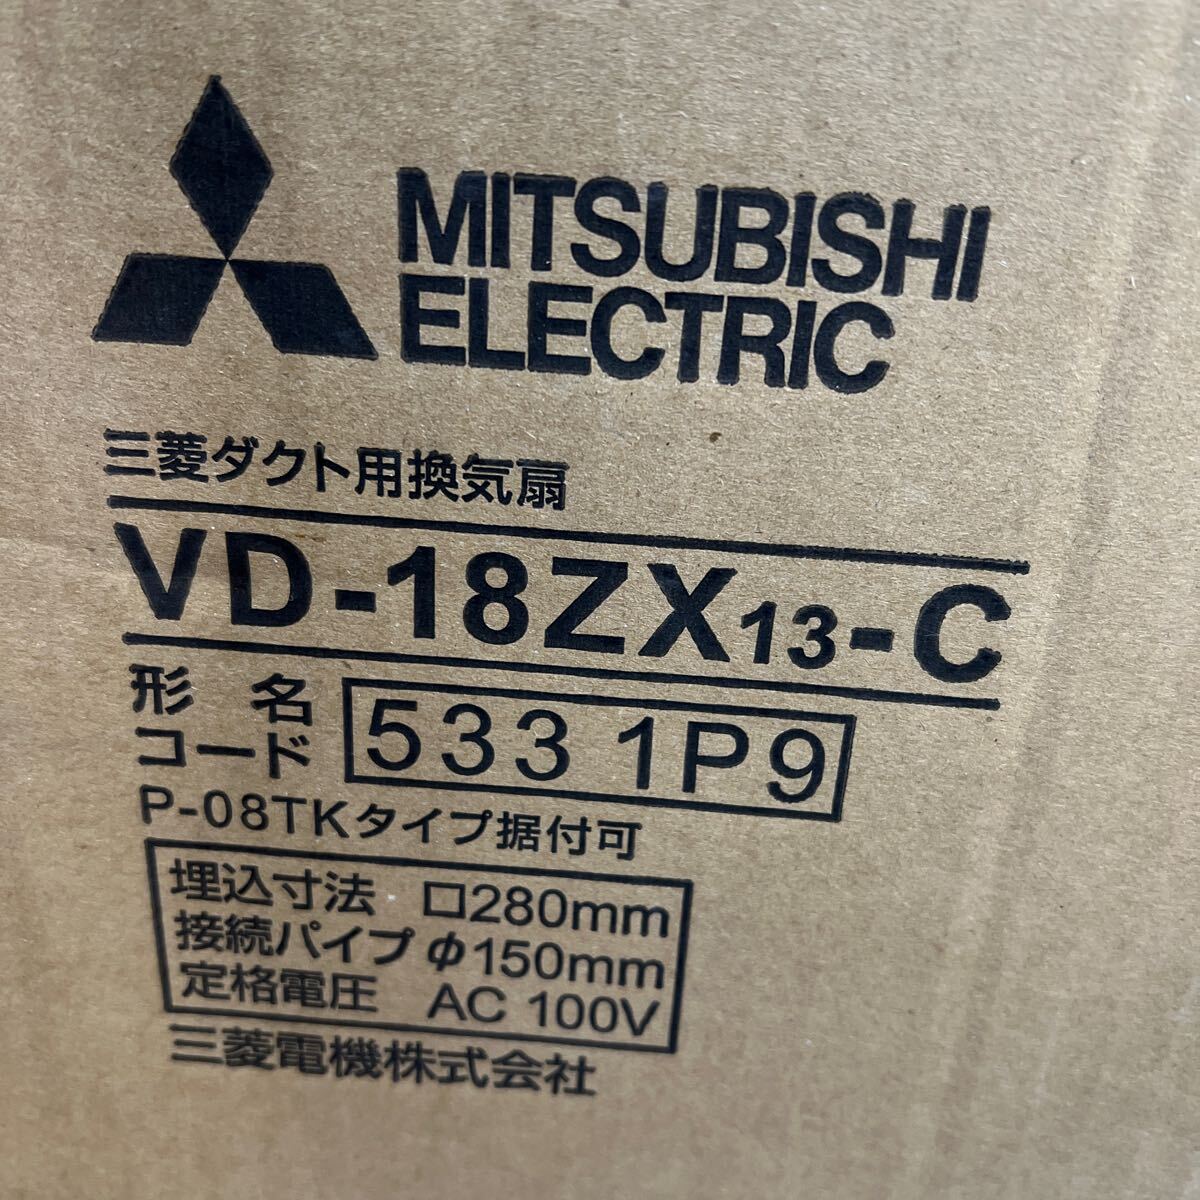 MITSUBISHI
ELECTRIC
三菱ダクト用換気扇
VD-18ZX13-C
形名
コード 533 1P9
P-08TKタイプ据付可
埋込寸法 □280mm
接続パイプ φ150mm
定格電圧 AC 100V
三菱電機株式会社